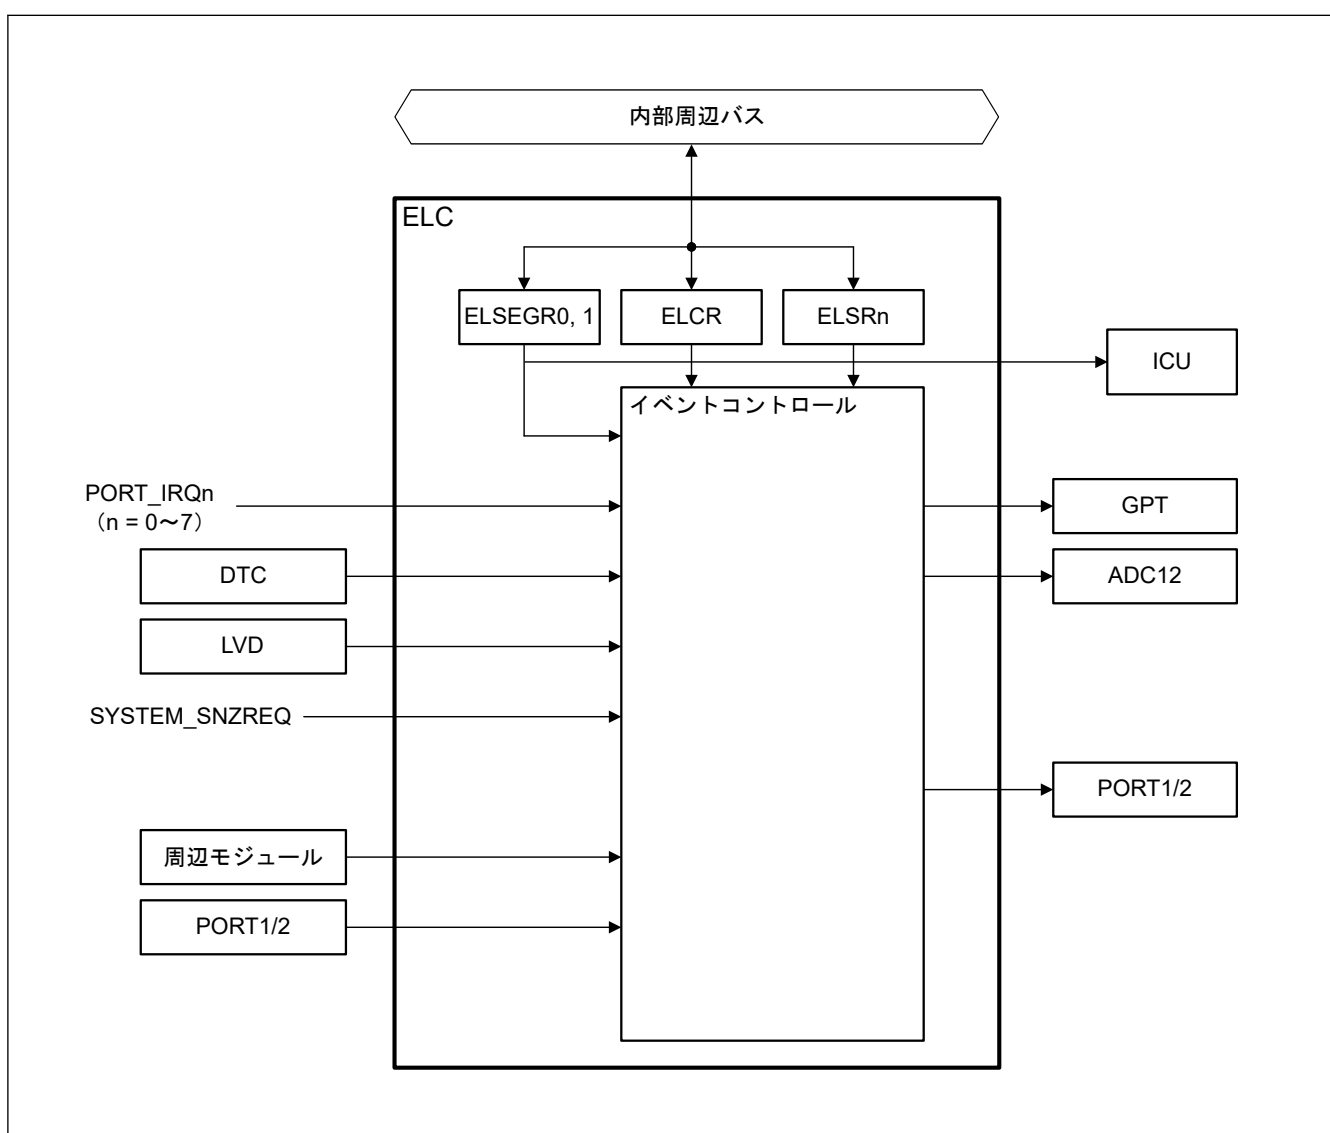 内部周辺バス
ELC
ELSEGR0, 1
ELCR
ELSRn
ICU
イベントコントロール
PORT_IRQn
（n = 0～7）
GPT
DTC
ADC12
LVD
SYSTEM_SNZREQ
PORT1/2
周辺モジュール
PORT1/2